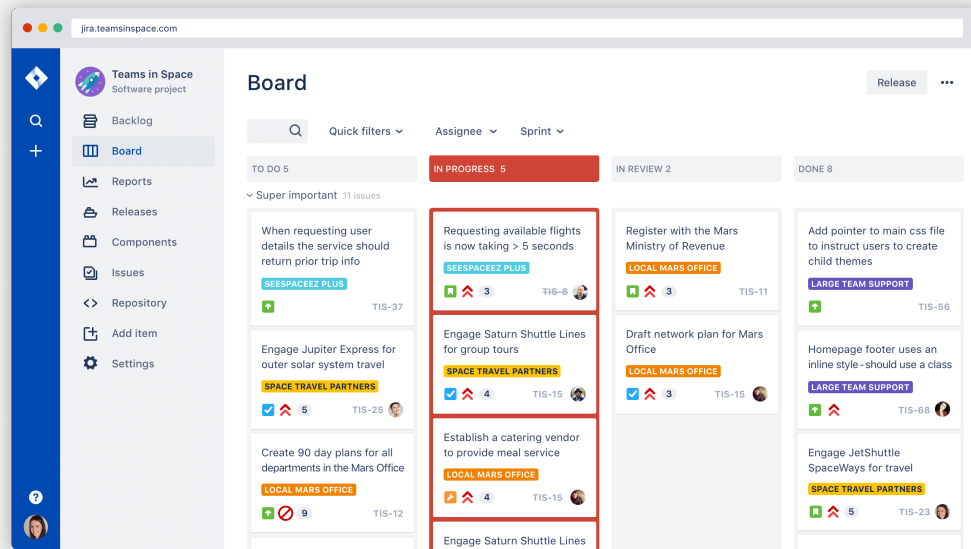 jira.teamsinspace.com
Teams in Space
Software project
Backlog
Board
Reports
Releases
Components
Issues
Repository
Add item
Settings
?
Board
Release
Quick filters
Assignee
Sprint
TO DO 5
IN PROGRESS 5
IN REVIEW 2
DONE 8
Super important 11 issues
When requesting user
details the service should
return prior trip info
SEESPACEEZ PLUS
TIS-37
Engage Jupiter Express for
outer solar system travel
SPACE TRAVEL PARTNERS
5 TIS-25
Create 90 day plans for all
departments in the Mars Office
LOCAL MARS OFFICE
9 TIS-12
Requesting available flights
is now taking > 5 seconds
SEESPACEEZ PLUS
3 TIS-8
Engage Saturn Shuttle Lines
for group tours
SPACE TRAVEL PARTNERS
4 TIS-15
Establish a catering vendor
to provide meal service
LOCAL MARS OFFICE
4 TIS-15
Engage Saturn Shuttle Lines
Register with the Mars
Ministry of Revenue
LOCAL MARS OFFICE
3 TIS-11
Draft network plan for Mars
Office
LOCAL MARS OFFICE
3 TIS-15
Add pointer to main css file
to instruct users to create
child themes
LARGE TEAM SUPPORT
TIS-56
Homepage footer uses an
inline style-should use a class
LARGE TEAM SUPPORT
TIS-68
Engage JetShuttle
SpaceWays for travel
SPACE TRAVEL PARTNERS
5 TIS-23